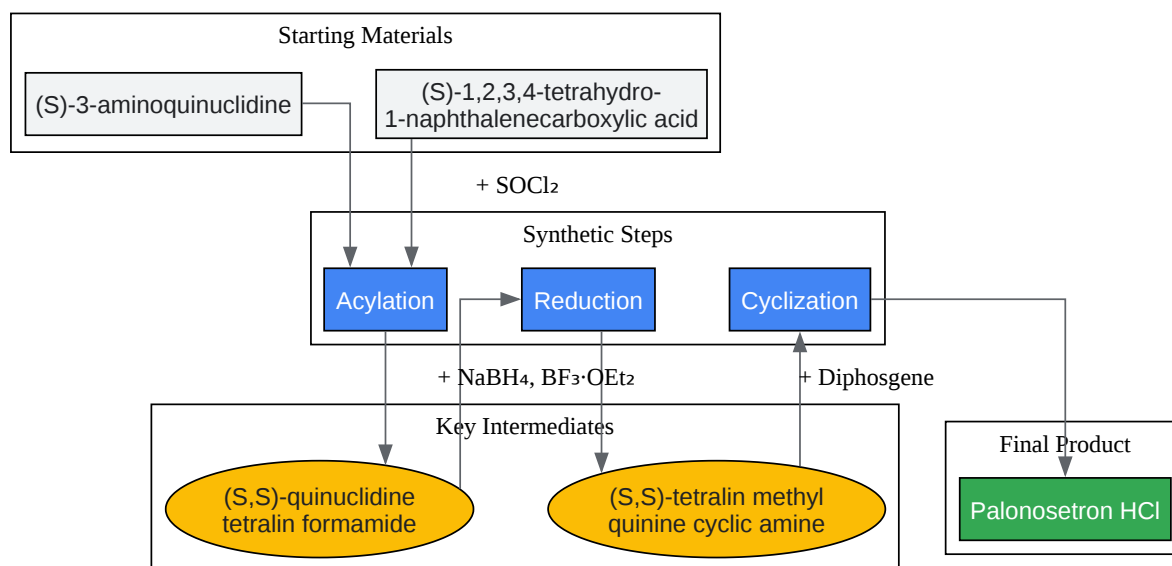 Starting Materials
(S)-3-aminoquinuclidine
(S)-1,2,3,4-tetrahydro-
1-naphthalenecarboxylic acid
+ SOCl₂
Synthetic Steps
Acylation
Reduction
Cyclization
+ NaBH₄, BF₃·OEt₂
+ Diphosgene
Key Intermediates
(S,S)-quinuclidine
tetralin formamide
(S,S)-tetralin methyl
quinine cyclic amine
Final Product
Palonosetron HCl